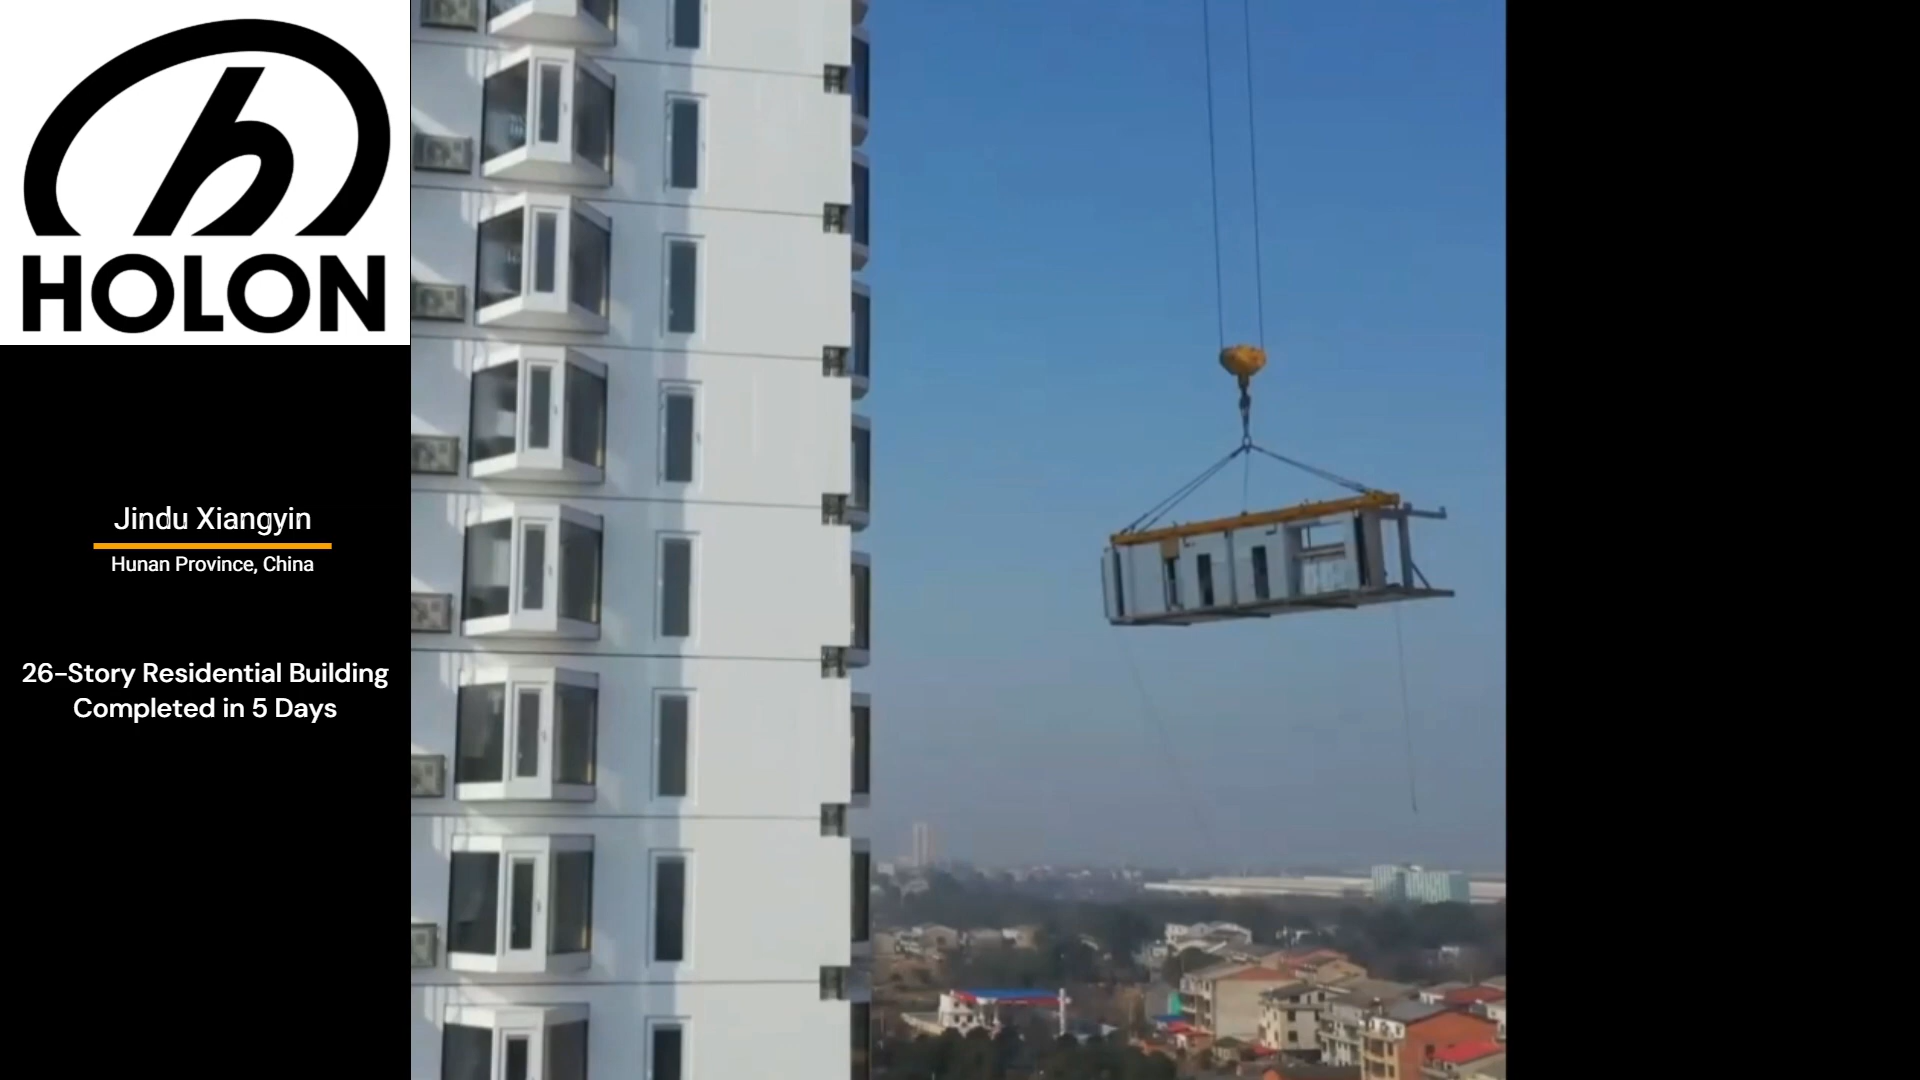 HOLON
Jindu Xiangyin
Hunan Province, China
26-Story Residential Building
Completed in 5 Days